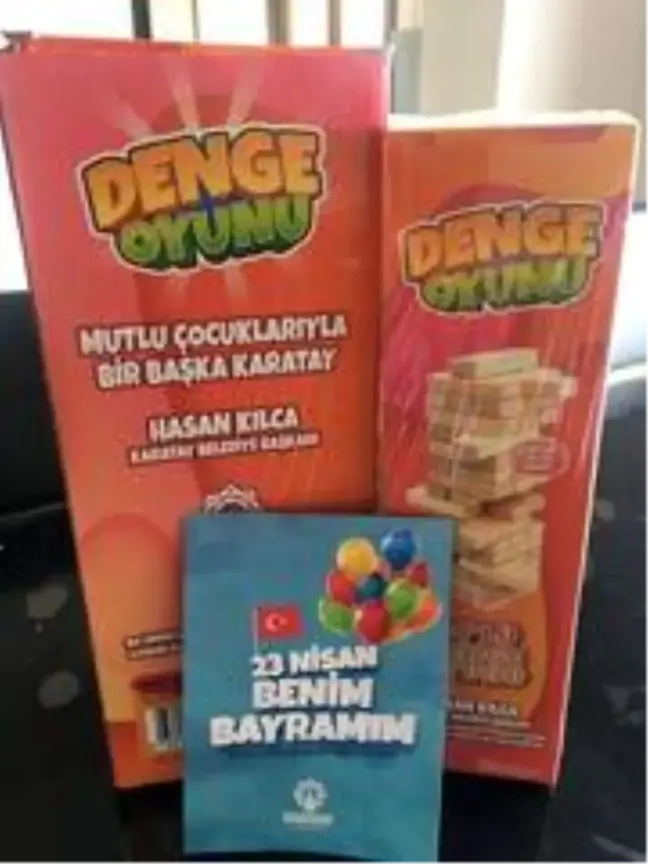 DENGE
OYUNU
MUTLU ÇOCUKLARIYLA
BİR BAŞKA KARATAY
HASAN KILCA
KARATAY BELEDİYE BAŞKANI
DENGE
OYUNU
23 NİSAN
BENİM
BAYRAMIM